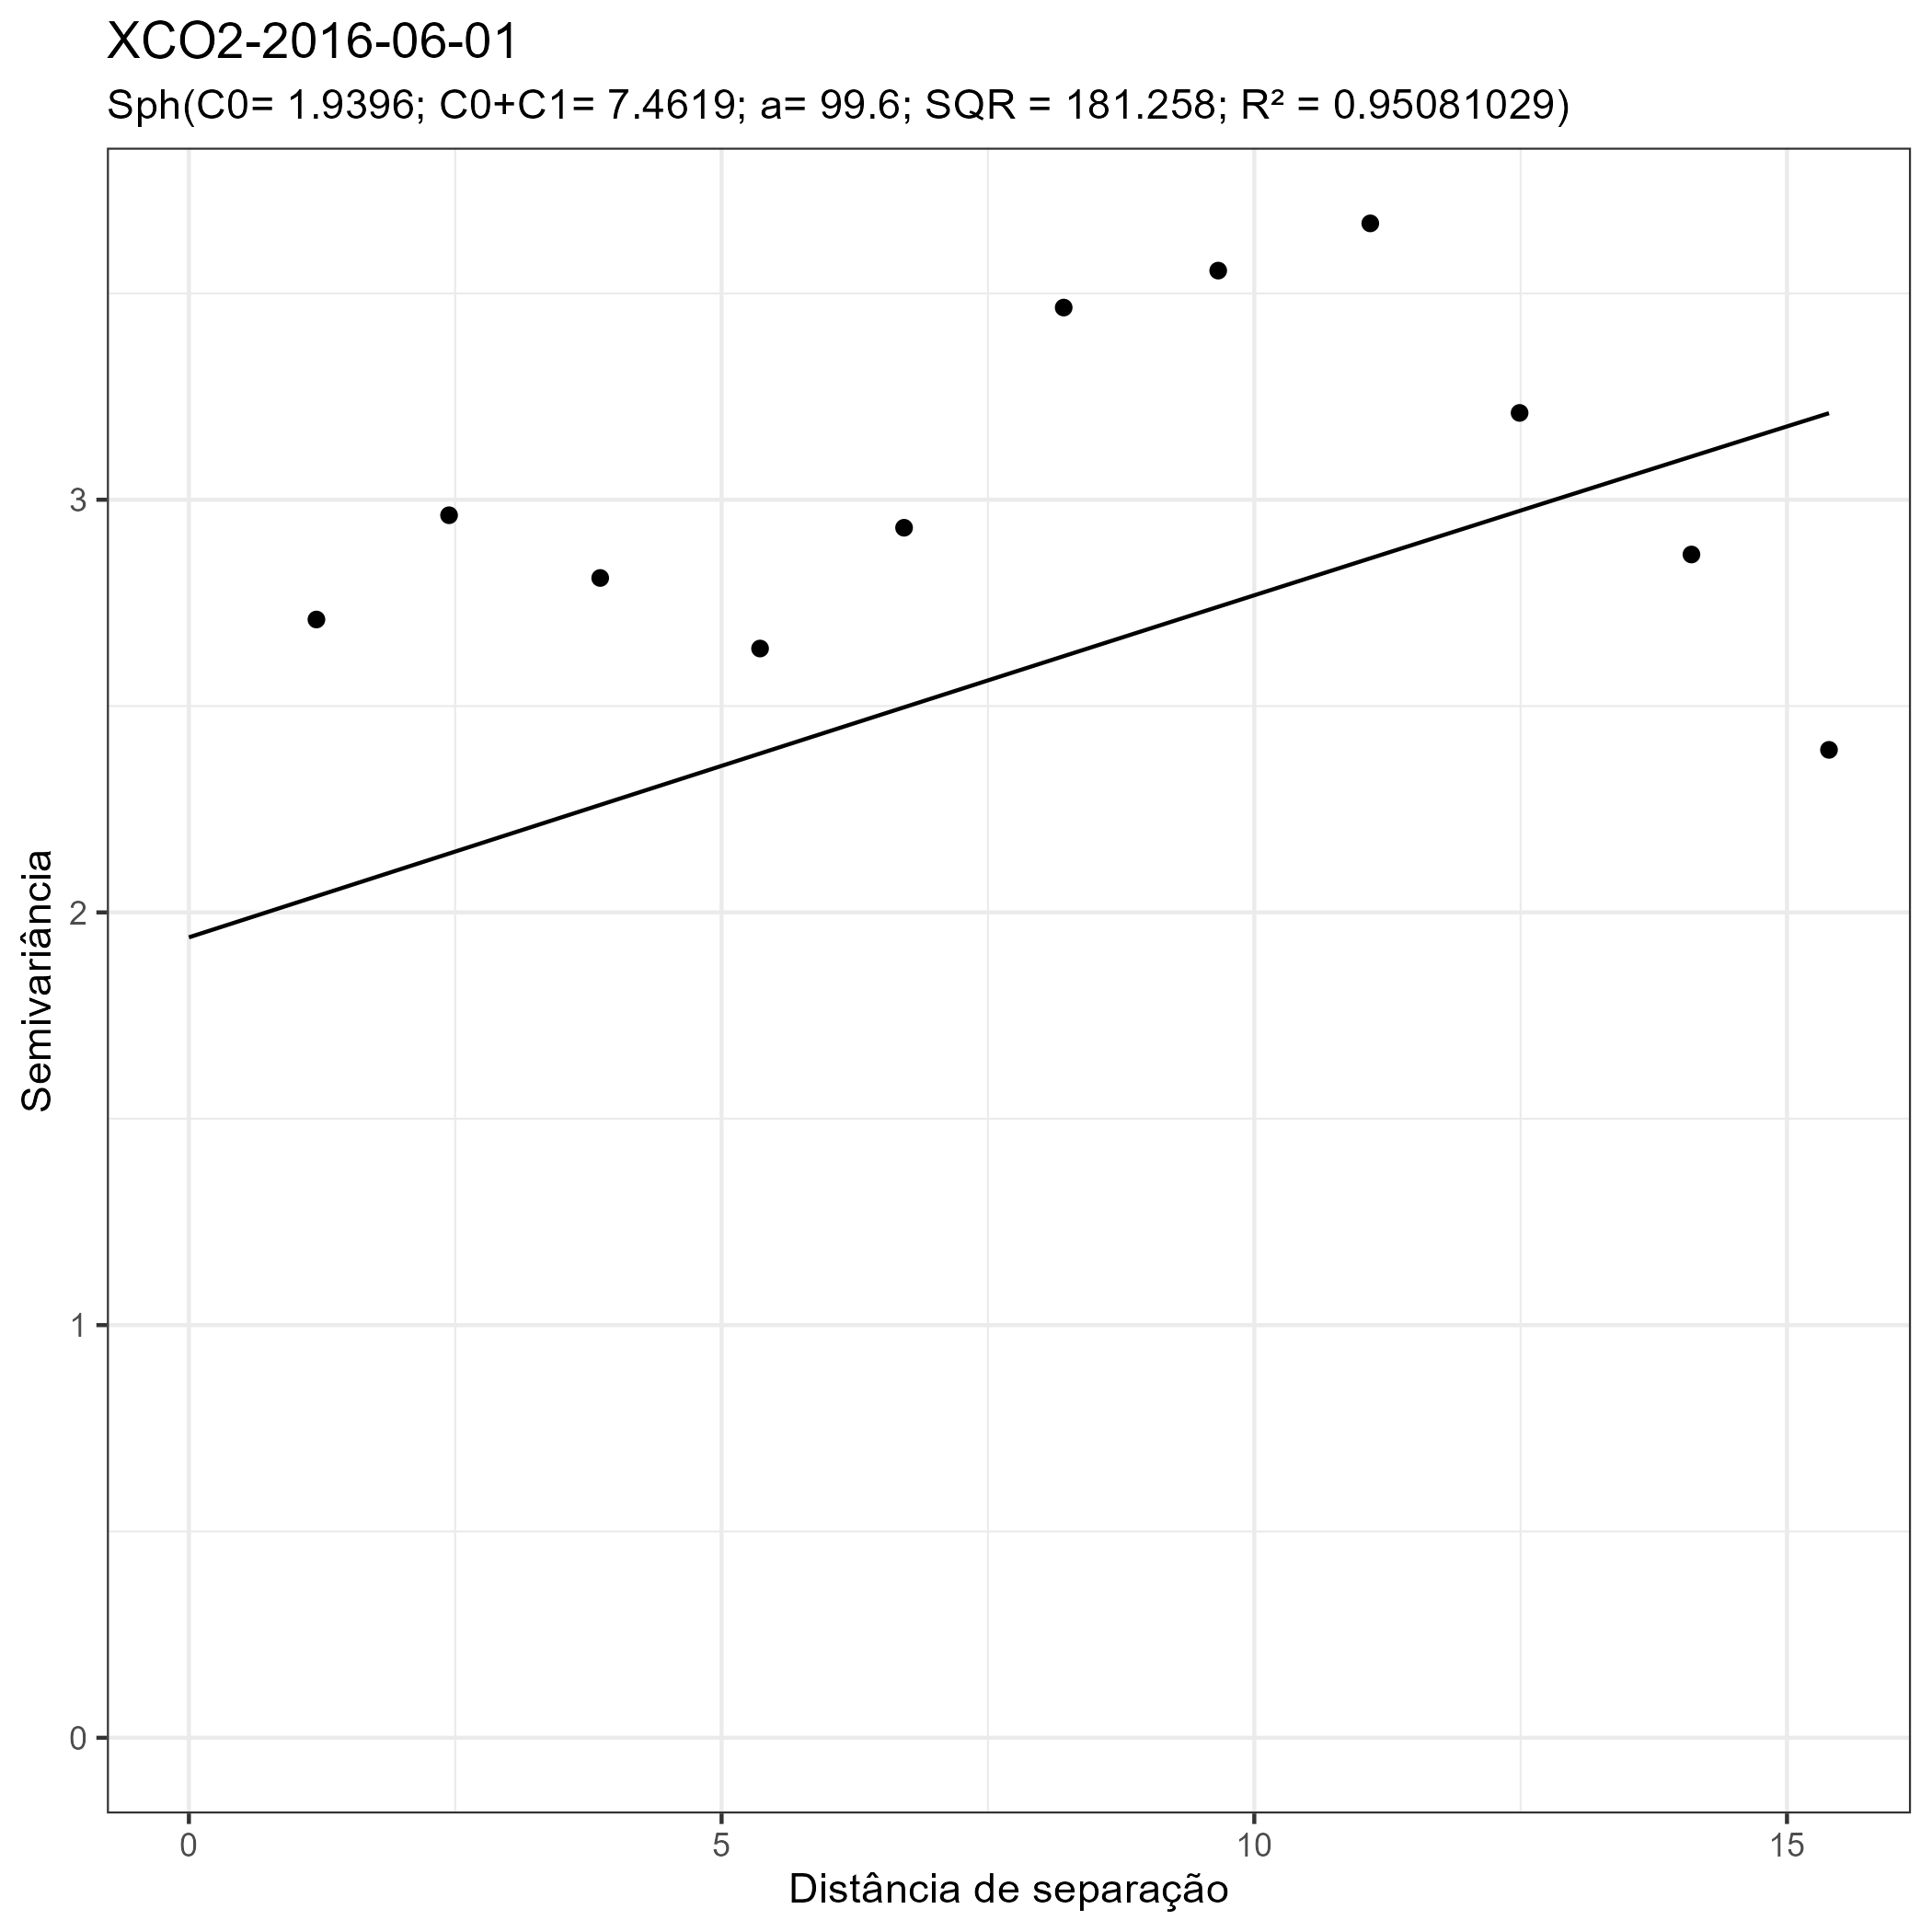 XCO2-2016-06-01
Sph(C0= 1.9396; C0+C1= 7.4619; a= 99.6; SQR = 181.258; R² = 0.95081029)
Semivariância
3
2
1
0
0 5 10 15
Distância de separação